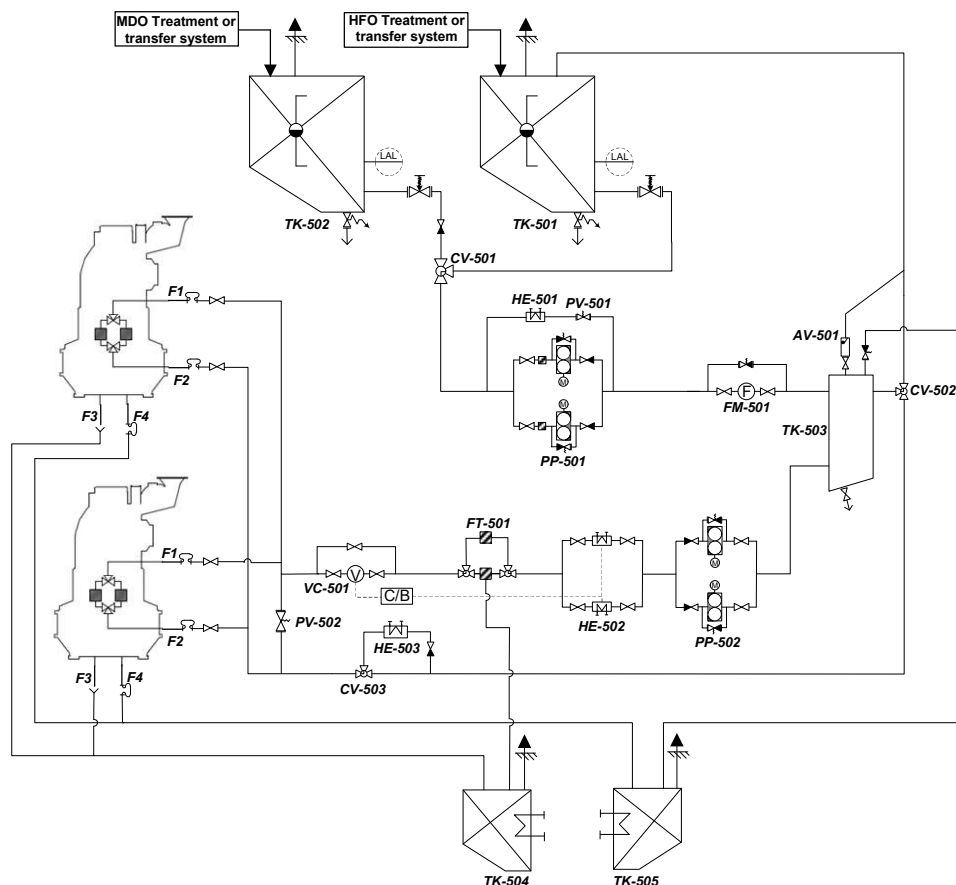 MDO Treatment or
transfer system
HFO Treatment or
transfer system
LAL
LAL
TK-502
TK-501
CV-501
F1
HE-501
PV-501
AV-501
F
M
F2
FM-501
CV-502
M
TK-503
F3
F4
PP-501
FT-501
F1
V
M
VC-501
C/B
M
PV-502
HE-502
PP-502
F2
HE-503
F3
F4
CV-503
TK-504
TK-505